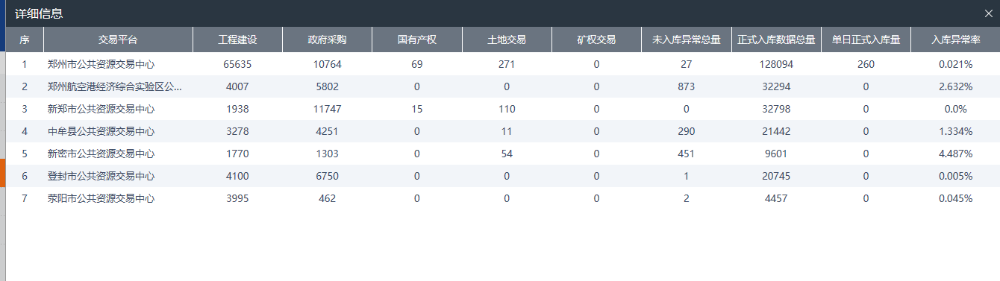 详细信息
序 交易平台 工程建设 政府采购 国有产权 土地交易 矿权交易 未入库异常总量 正式入库数据总量 单日正式入库量 入库异常率
1 郑州市公共资源交易中心 65635 10764 69 271 0 27 128094 260 0.021%
2 郑州航空港经济综合实验区公... 4007 5802 0 0 0 873 32294 0 2.632%
3 新郑市公共资源交易中心 1938 11747 15 110 0 0 32798 0 0.0%
4 中牟县公共资源交易中心 3278 4251 0 11 0 290 21442 0 1.334%
5 新密市公共资源交易中心 1770 1303 0 54 0 451 9601 0 4.487%
6 登封市公共资源交易中心 4100 6750 0 0 0 1 20745 0 0.005%
7 荥阳市公共资源交易中心 3995 462 0 0 0 2 4457 0 0.045%